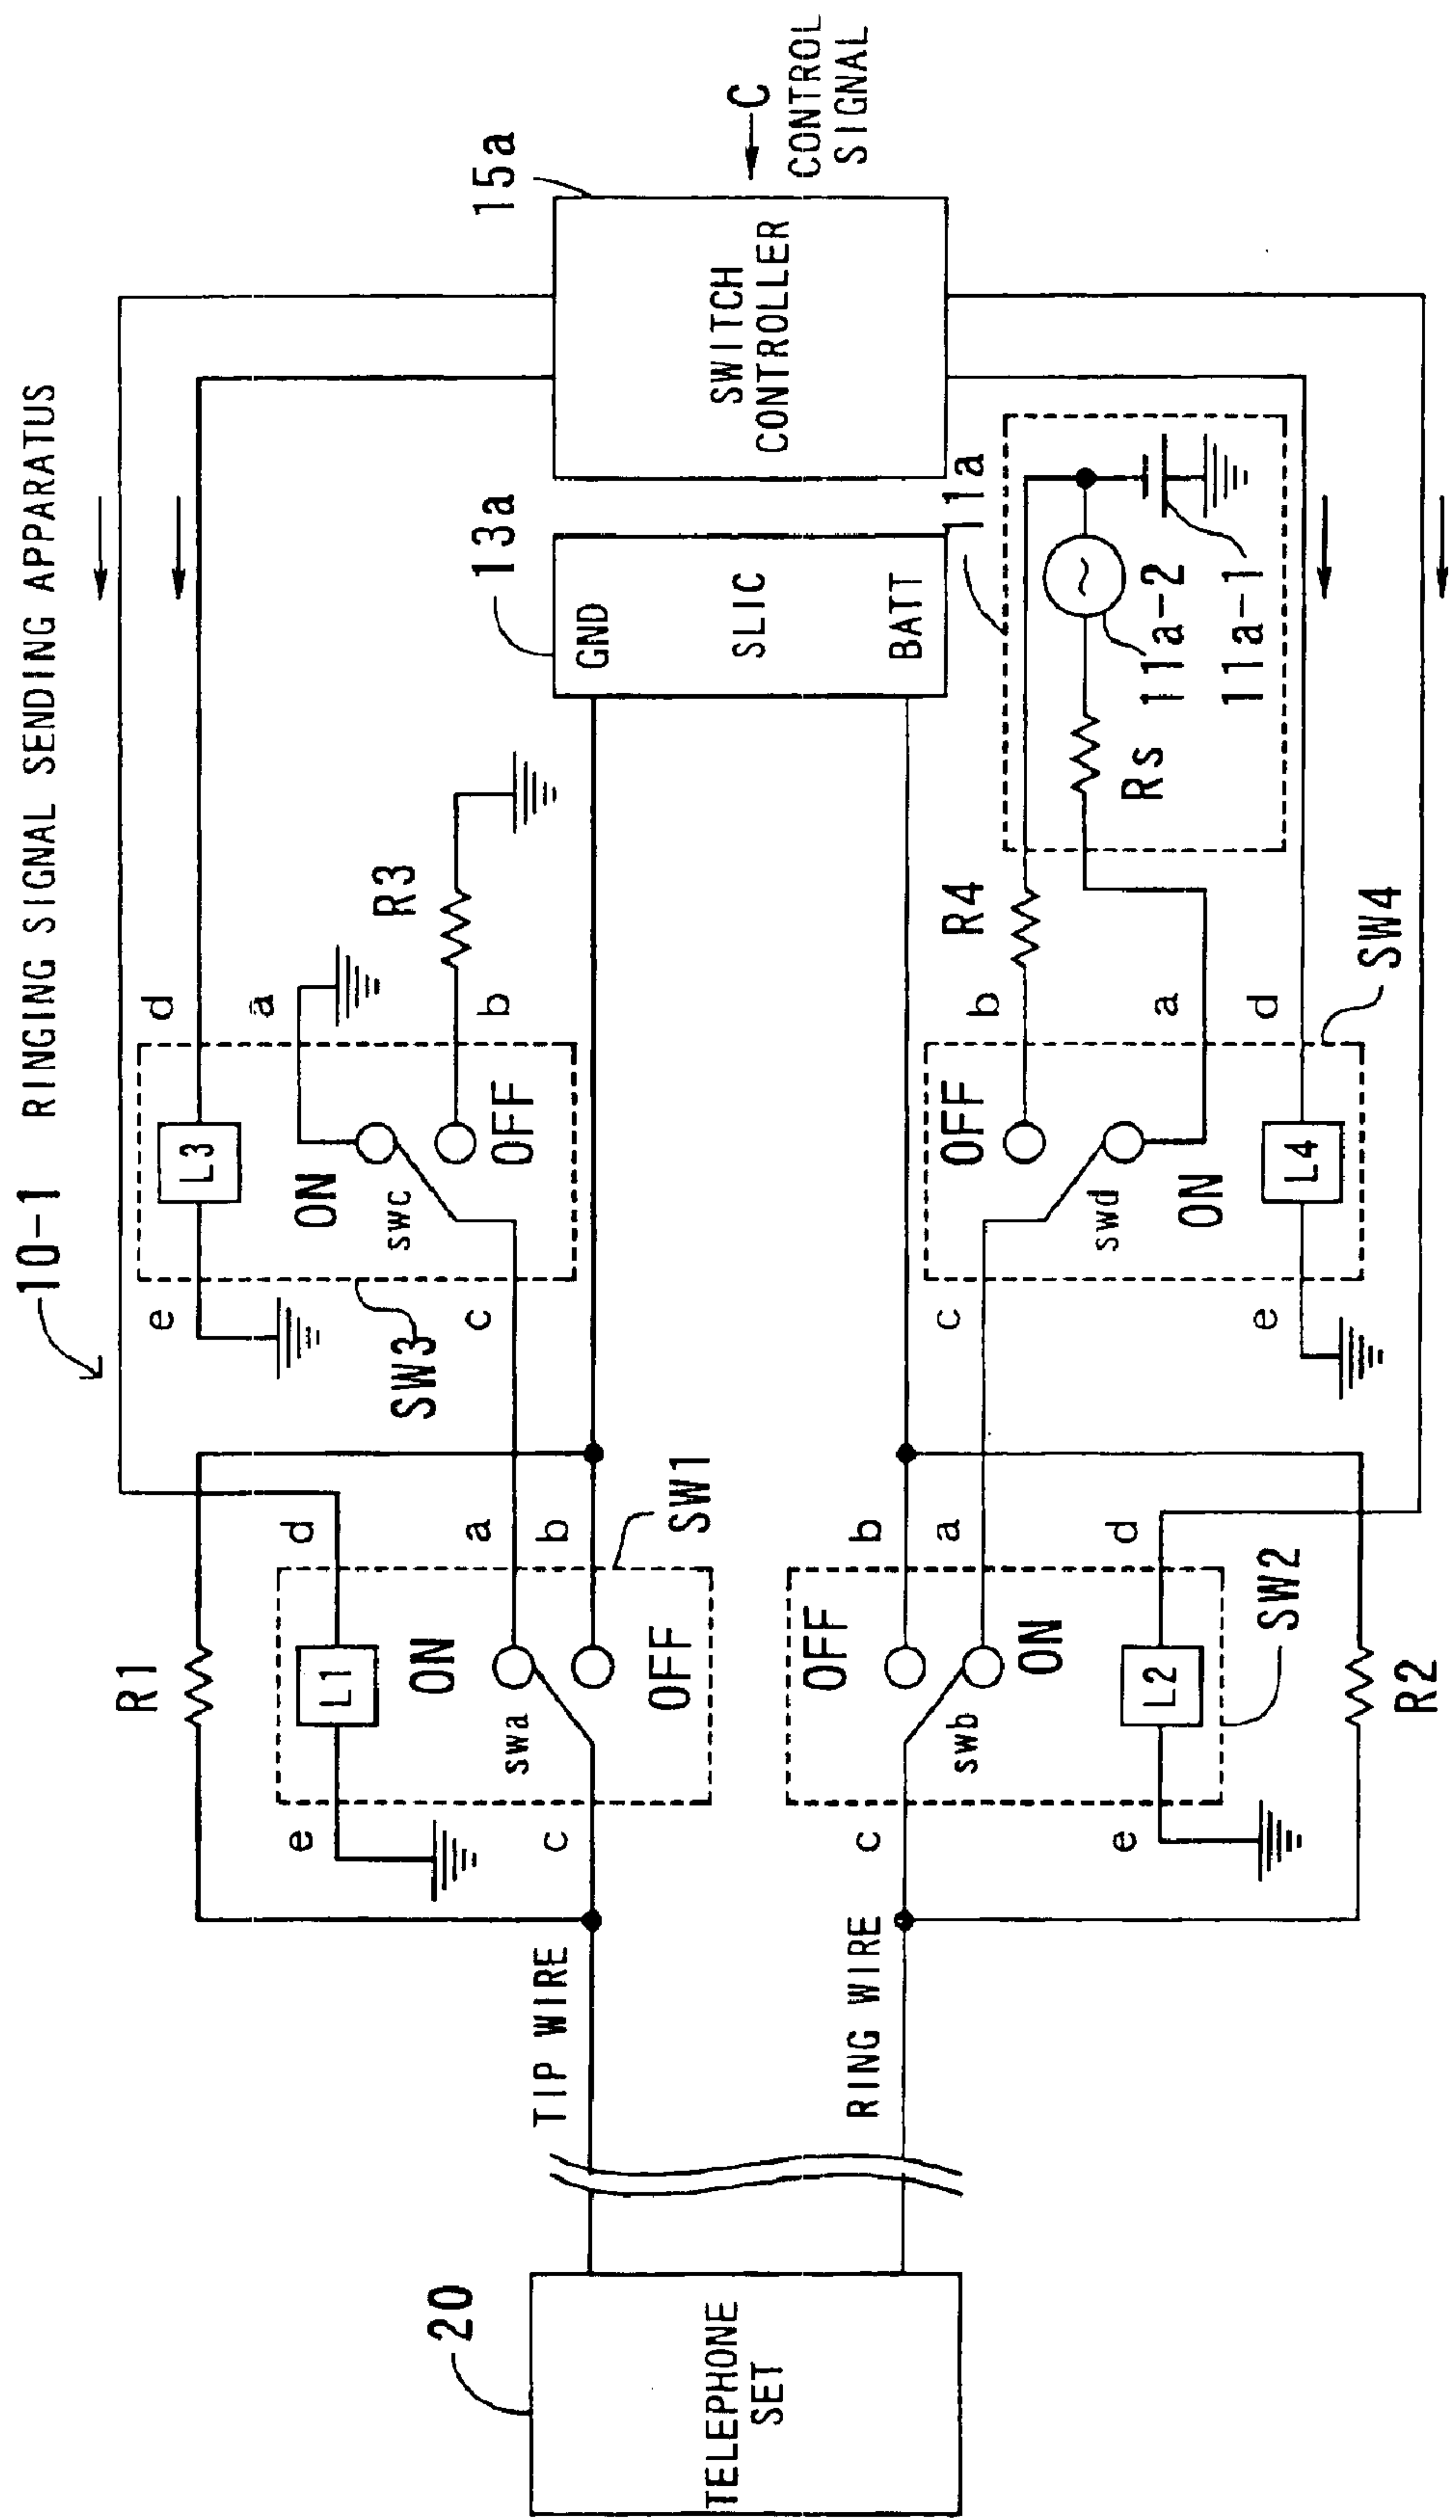 10-1 RINGING SIGNAL SENDING APPARATUS
R1
L1
d
e
ON
swa
a
b
c
OFF
SW1
TIP WIRE
L3
d
e
a
ON
swc
b
c
OFF
SW3
R3
15a
SWITCH
CONTROLLER
C
CONTROL
SIGNAL
13a
GND
SLIC
BATT
20
TELEPHONE
SET
RING WIRE
OFF
b
a
c
swb
ON
d
e
L2
SW2
R2
OFF
b
c
swd
a
ON
d
e
L4
SW4
R4
11a
Rs
11a-2
11a-1